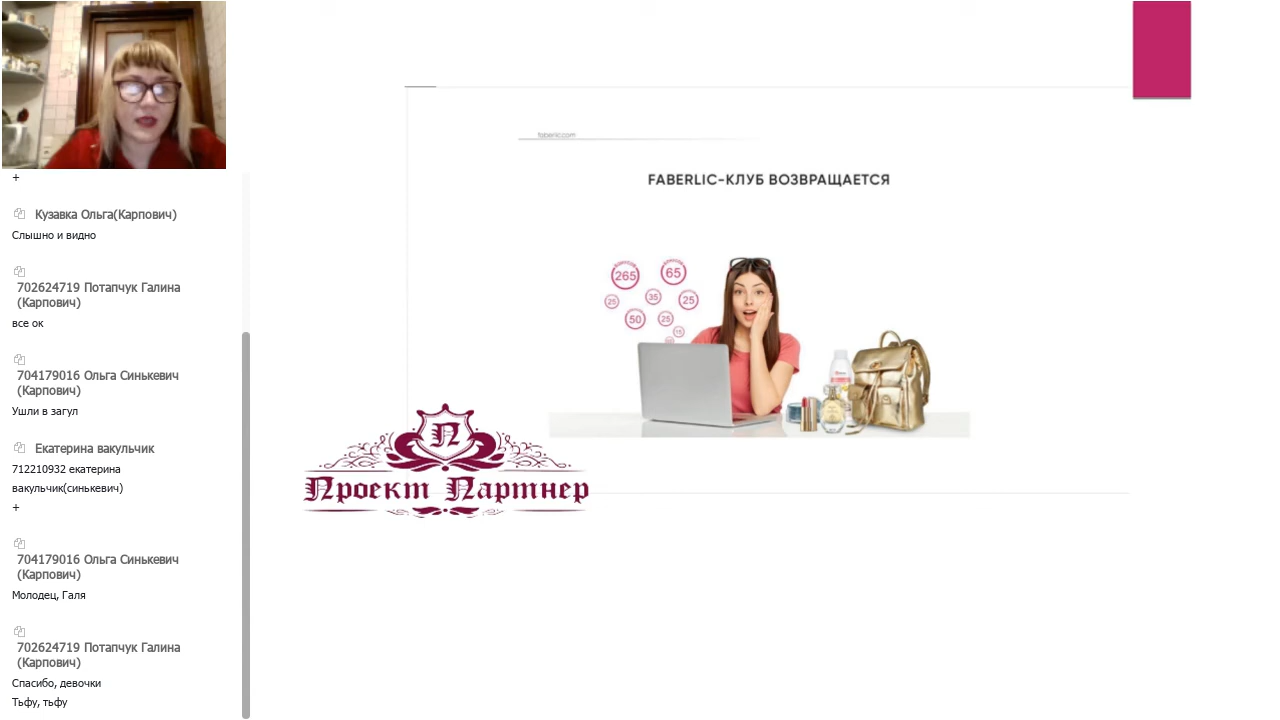 +
Кузавка Ольга(Карпович)
Слышно и видно
702624719 Потапчук Галина
(Карпович)
все ок
704179016 Ольга Синькевич
(Карпович)
Ушли в загул
Екатерина вакульчик
712210932 екатерина
вакульчик(синькевич)
+
704179016 Ольга Синькевич
(Карпович)
Молодец, Галя
702624719 Потапчук Галина
(Карпович)
Спасибо, девочки
Тьфу, тьфу
faberlic.com
FABERLIC-КЛУБ ВОЗВРАЩАЕТСЯ
265
65
25
35
25
50
25
15
П
Проект Партнер